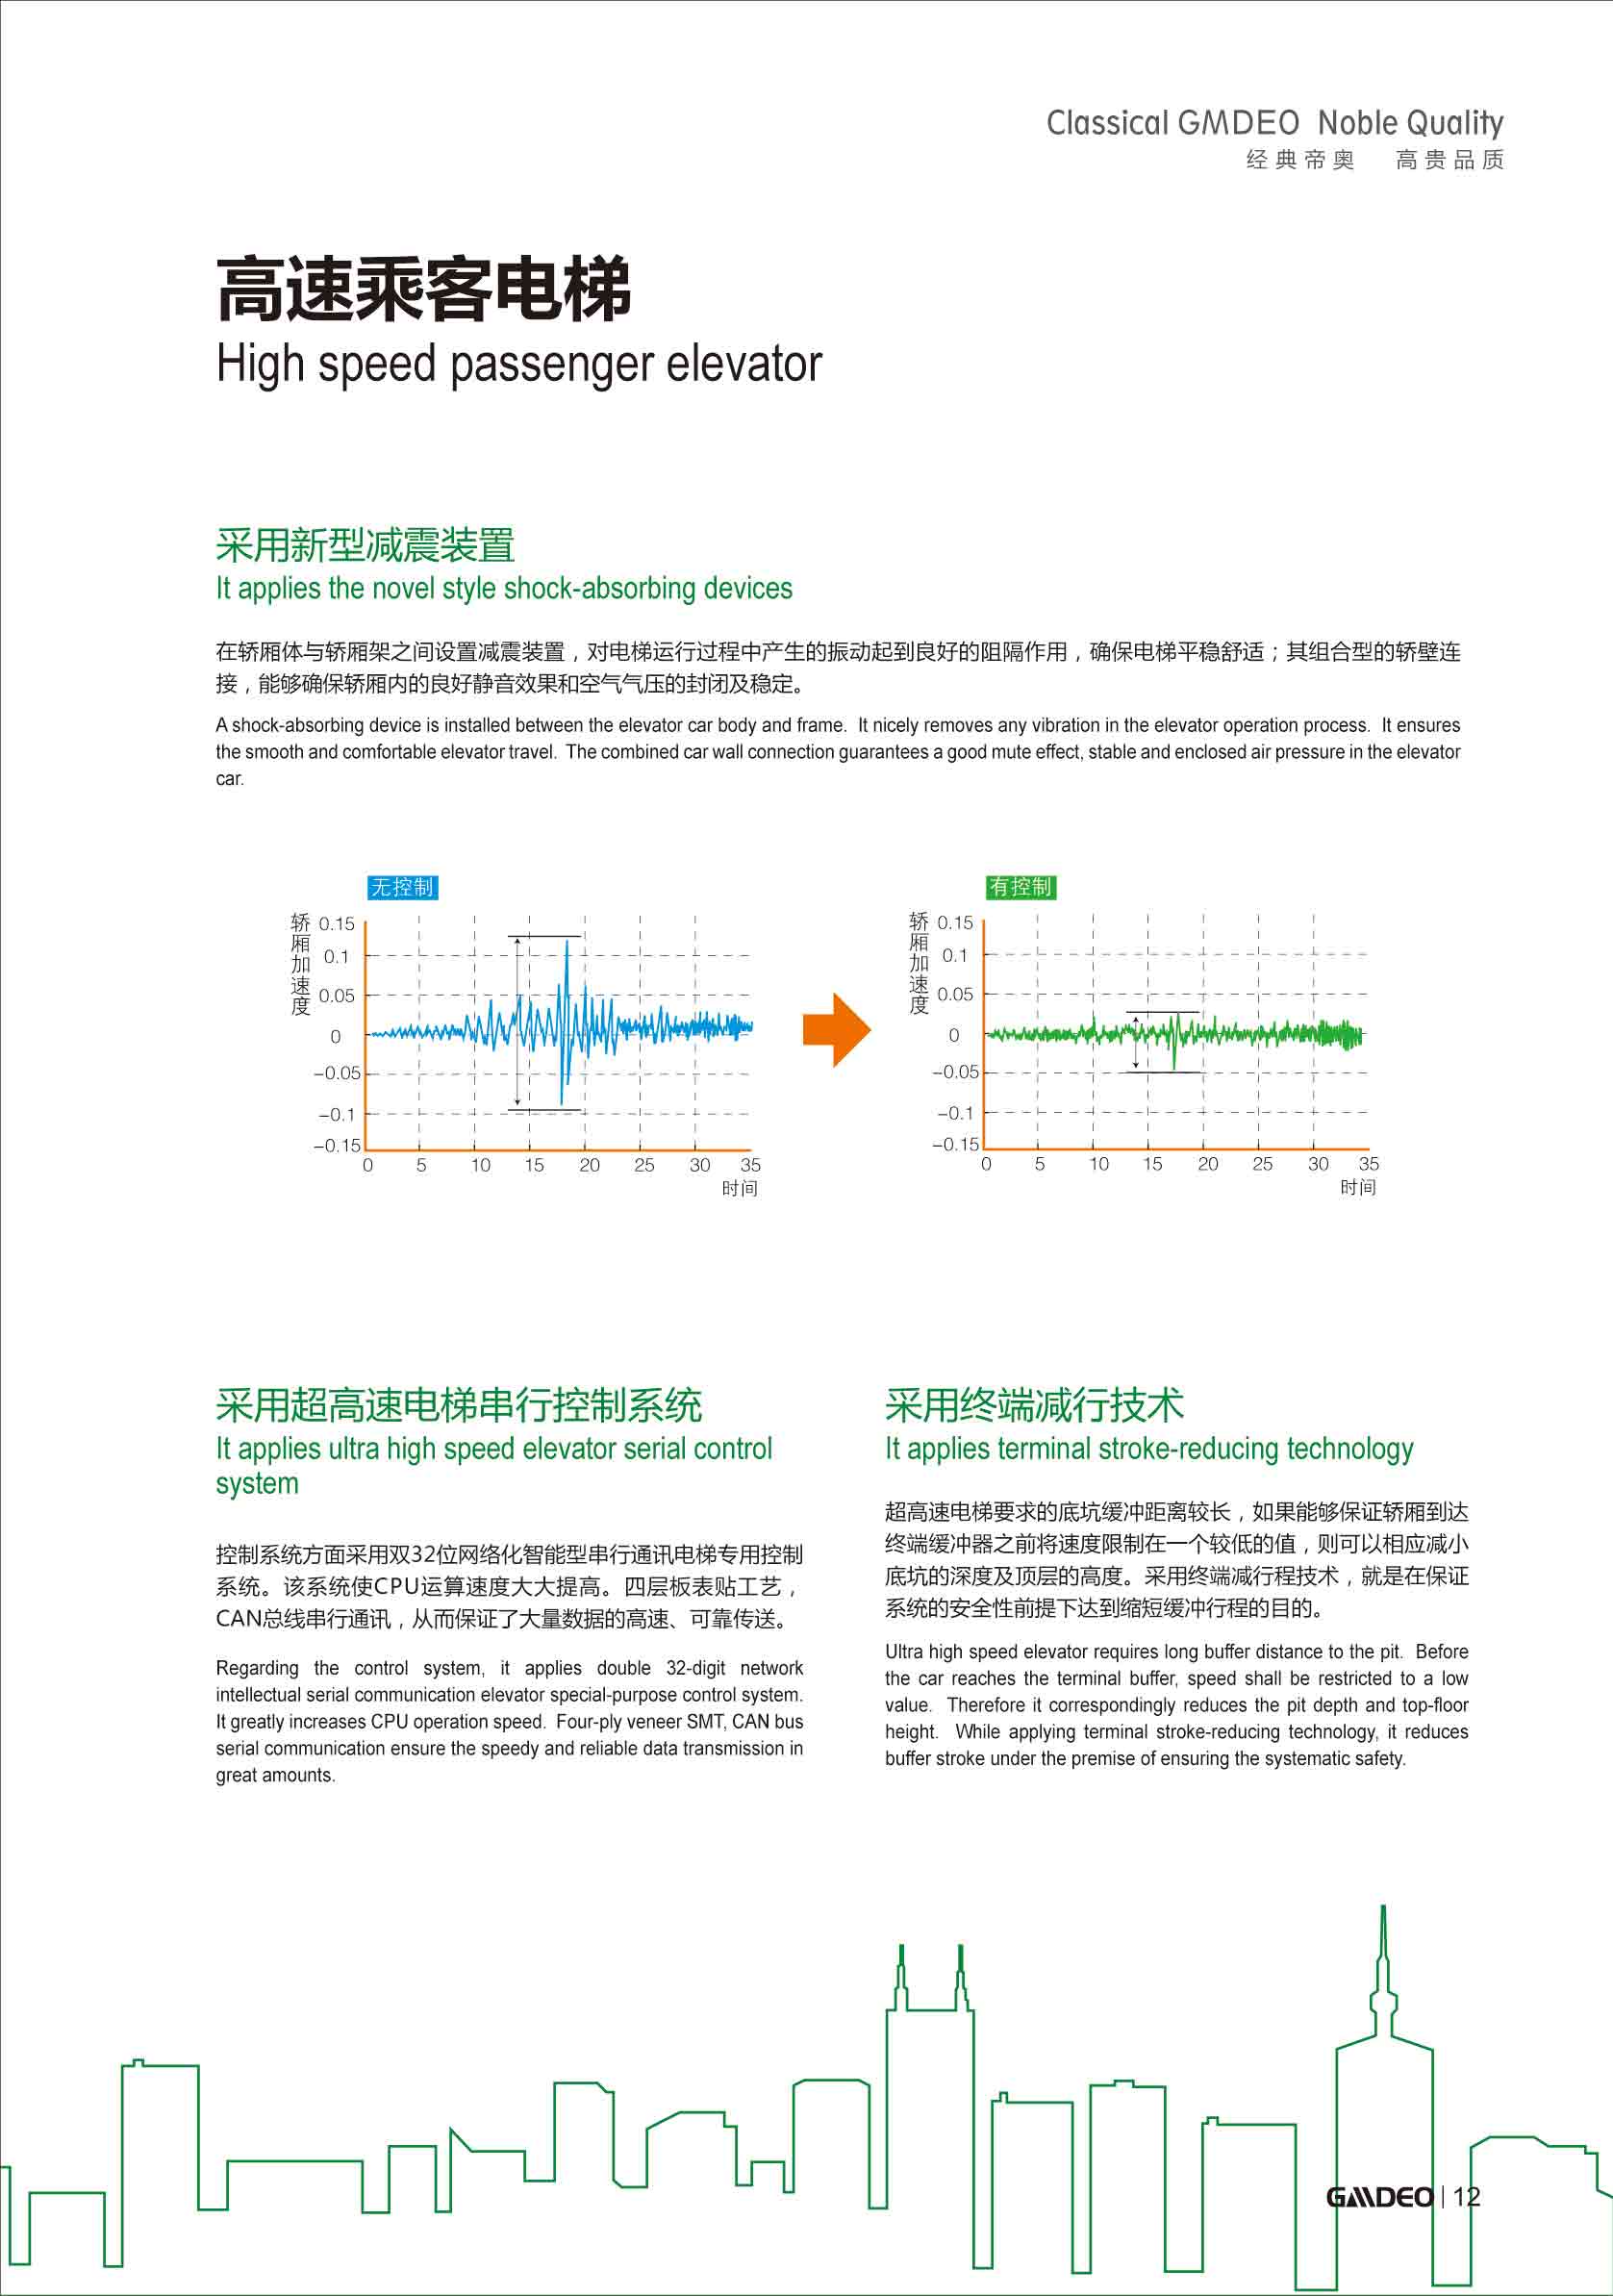 Classical GMDEO Noble Quality
经典帝奥 高贵品质
高速乘客电梯
High speed passenger elevator
采用新型减震装置
It applies the novel style shock-absorbing devices
在轿厢体与轿厢架之间设置减震装置，对电梯运行过程中产生的振动起到良好的阻隔作用，确保电梯平稳舒适；其组合型的轿壁连
接，能够确保轿厢内的良好静音效果和空气气压的封闭及稳定。
A shock-absorbing device is installed between the elevator car body and frame. It nicely removes any vibration in the elevator operation process. It ensures
the smooth and comfortable elevator travel. The combined car wall connection guarantees a good mute effect, stable and enclosed air pressure in the elevator
car.
无控制
轿厢加速度
0.15
0.1
0.05
0
-0.05
-0.1
-0.15
0 5 10 15 20 25 30 35
时间
有控制
轿厢加速度
0.15
0.1
0.05
0
-0.05
-0.1
-0.15
0 5 10 15 20 25 30 35
时间
采用超高速电梯串行控制系统
It applies ultra high speed elevator serial control
system
控制系统方面采用双32位网络化智能型串行通讯电梯专用控制
系统。该系统使CPU运算速度大大提高。四层板表贴工艺，
CAN总线串行通讯，从而保证了大量数据的高速、可靠传送。
Regarding the control system, it applies double 32-digit network
intellectual serial communication elevator special-purpose control system.
It greatly increases CPU operation speed. Four-ply veneer SMT, CAN bus
serial communication ensure the speedy and reliable data transmission in
great amounts.
采用终端减行技术
It applies terminal stroke-reducing technology
超高速电梯要求的底坑缓冲距离较长，如果能够保证轿厢到达
终端缓冲器之前将速度限制在一个较低的值，则可以相应减小
底坑的深度及顶层的高度。采用终端减行程技术，就是在保证
系统的安全性前提下达到缩短缓冲行程的目的。
Ultra high speed elevator requires long buffer distance to the pit. Before
the car reaches the terminal buffer, speed shall be restricted to a low
value. Therefore it correspondingly reduces the pit depth and top-floor
height. While applying terminal stroke-reducing technology, it reduces
buffer stroke under the premise of ensuring the systematic safety.
GMDEO | 12